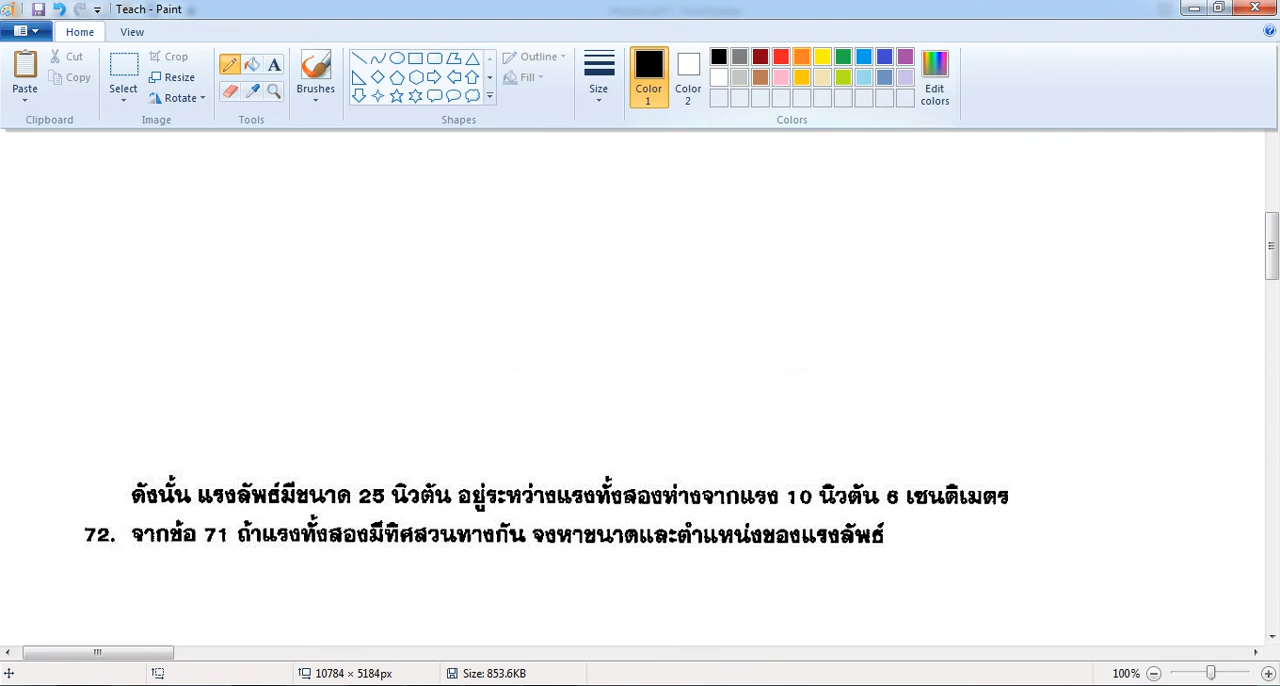 Teach - Paint
Home View
Paste
Cut
Copy
Clipboard
Select
Crop
Resize
Rotate
Image
Tools
Brushes
Outline
Fill
Shapes
Size
Color 1
Color 2
Edit colors
Colors
ดังนั้น แรงลัพธ์มีขนาด 25 นิวตัน อยู่ระหว่างแรงทั้งสองห่างจากแรง 10 นิวตัน 6 เซนติเมตร
72. จากข้อ 71 ถ้าแรงทั้งสองมีทิศสวนทางกัน จงหาขนาดและตำแหน่งของแรงลัพธ์
10784 × 5184px
Size: 853.6KB
100%